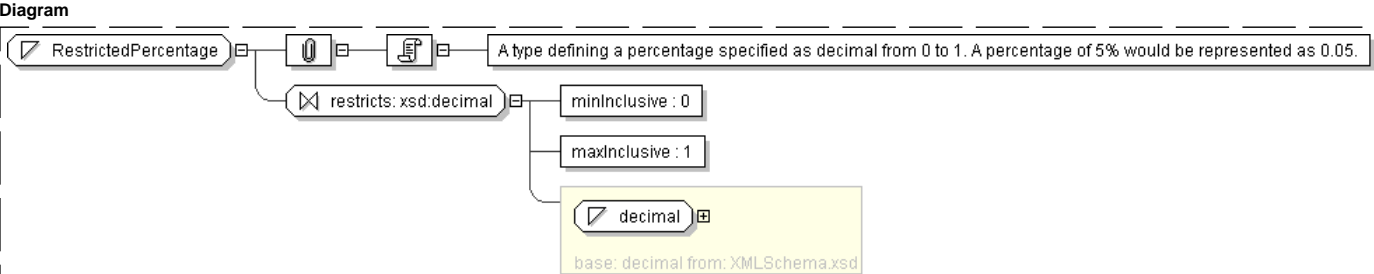 Diagram
RestrictedPercentage
A type defining a percentage specified as decimal from 0 to 1. A percentage of 5% would be represented as 0.05.
restricts: xsd:decimal
minInclusive : 0
maxInclusive : 1
decimal
base: decimal from: XMLSchema.xsd